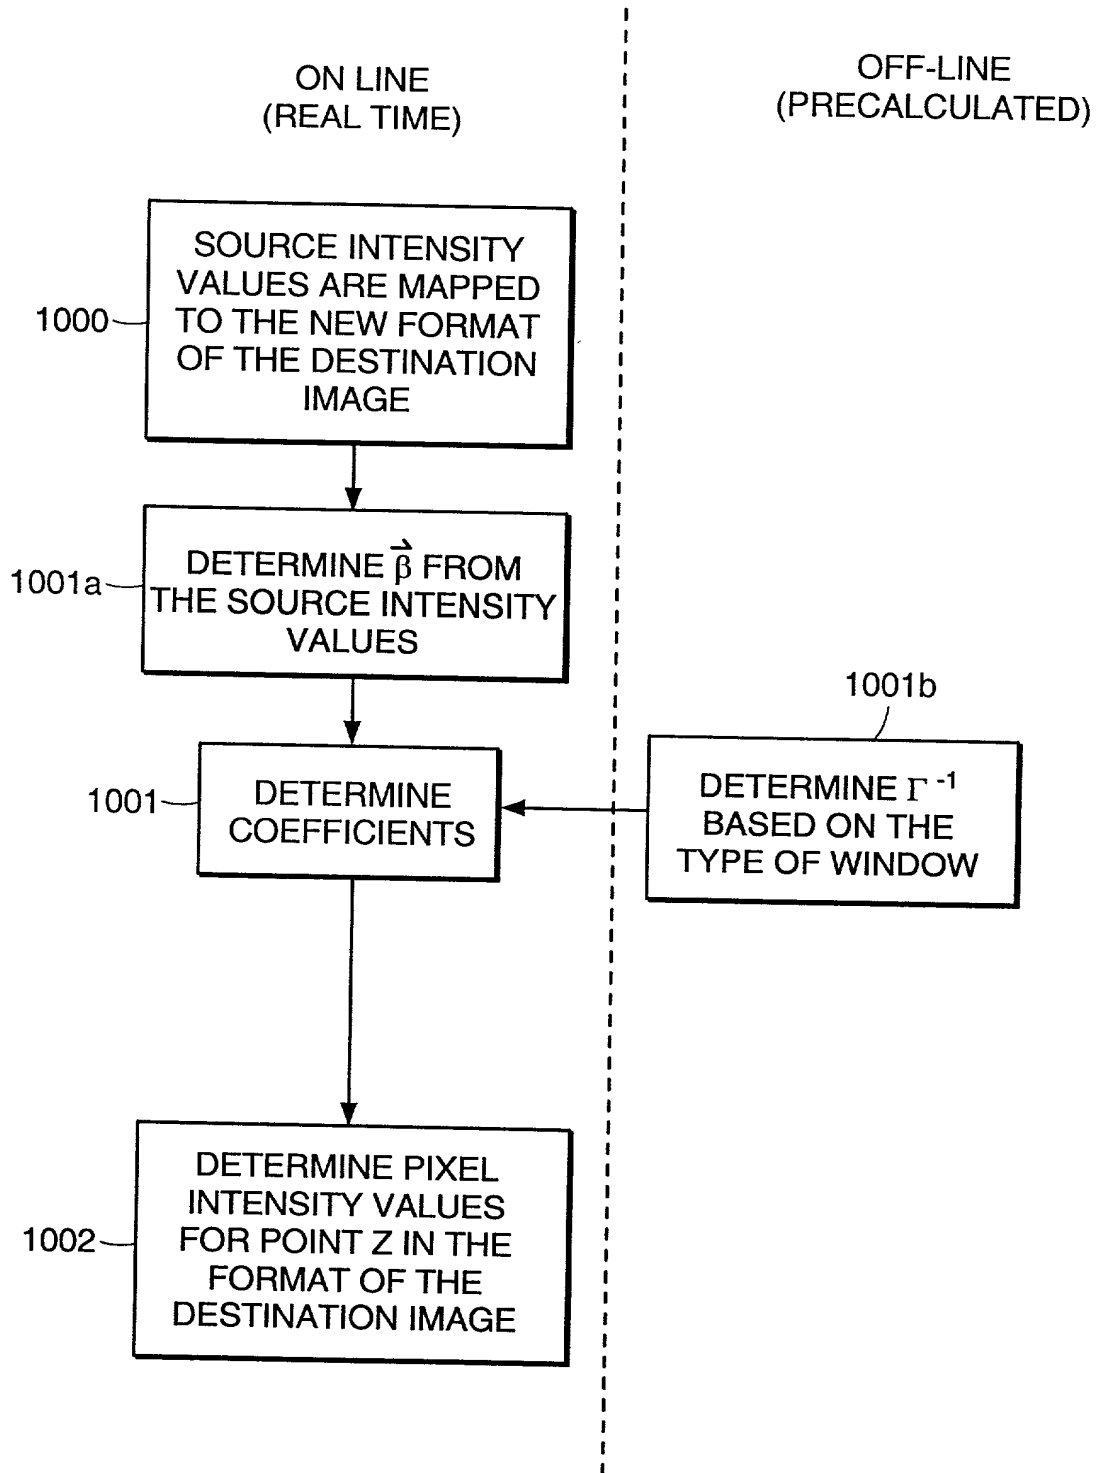 ON LINE
(REAL TIME)
OFF-LINE
(PRECALCULATED)
SOURCE INTENSITY
VALUES ARE MAPPED
TO THE NEW FORMAT
OF THE DESTINATION
IMAGE
1000
DETERMINE β⃗ FROM
THE SOURCE INTENSITY
VALUES
1001a
DETERMINE
COEFFICIENTS
1001
1001b
DETERMINE Γ⁻¹
BASED ON THE
TYPE OF WINDOW
DETERMINE PIXEL
INTENSITY VALUES
FOR POINT Z IN THE
FORMAT OF THE
DESTINATION IMAGE
1002